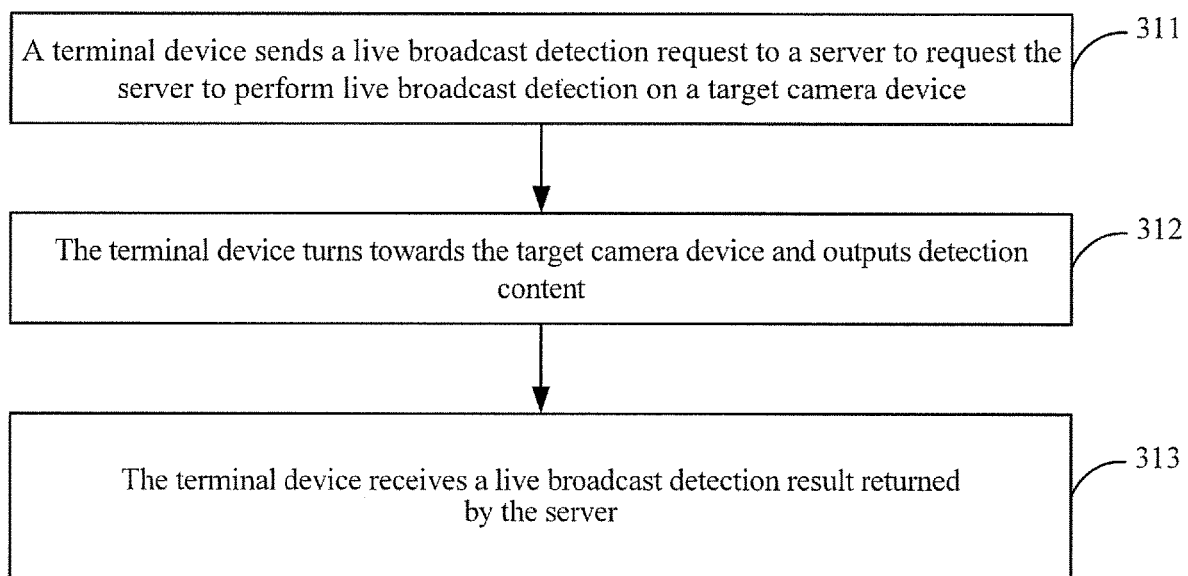 A terminal device sends a live broadcast detection request to a server to request the
server to perform live broadcast detection on a target camera device
311
The terminal device turns towards the target camera device and outputs detection
content
312
The terminal device receives a live broadcast detection result returned
by the server
313